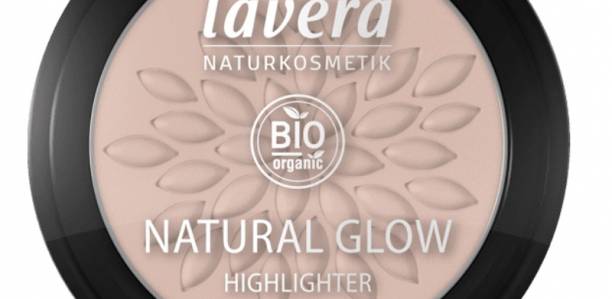 lavera
NATURKOSMETIK
BIO
organic
NATURAL GLOW
HIGHLIGHTER